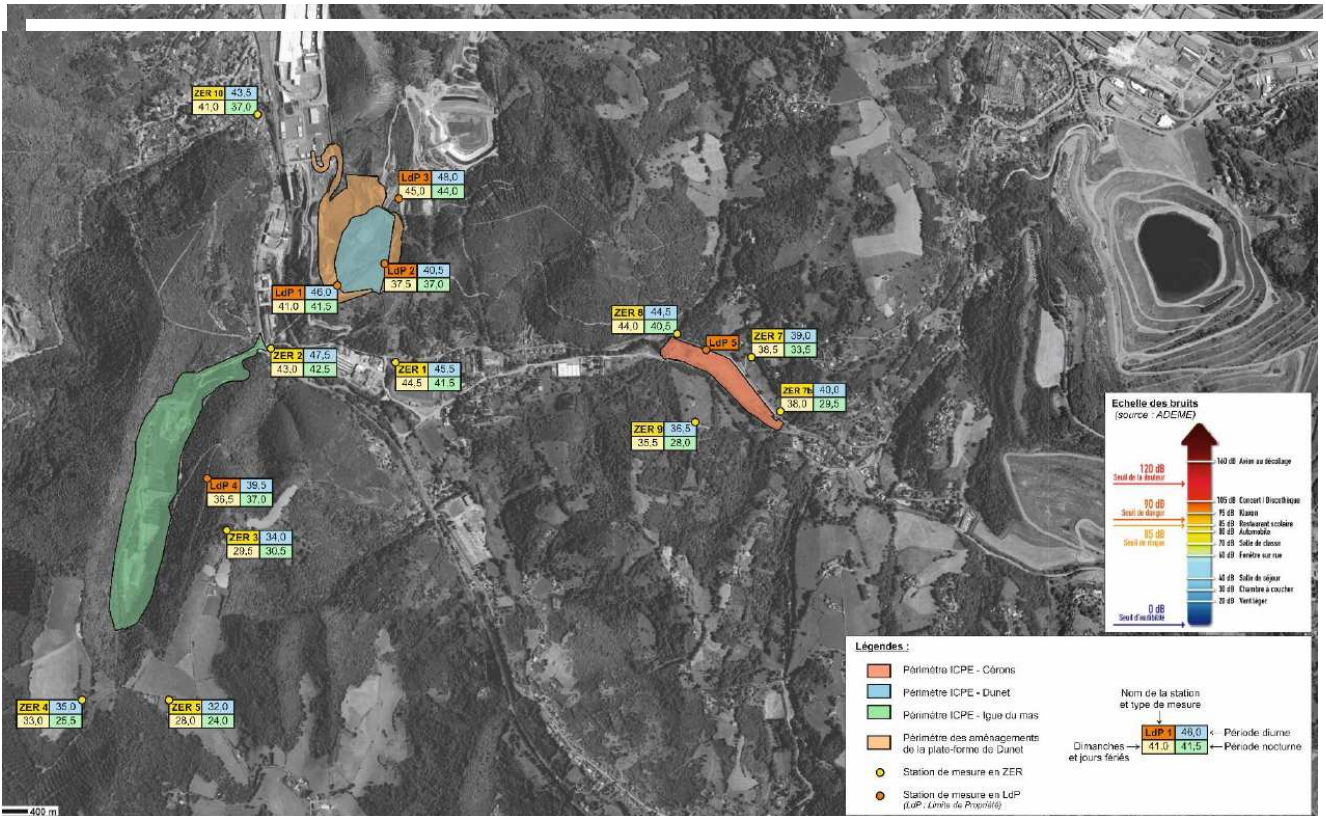 ZER 10 43,5
41,0 37,0
LdP 3 48,0
45,0 44,0
LdP 2 40,5
37,5 37,0
LdP 1 46,0
41,0 41,5
ZER 8 44,5
44,0 40,5
LdP 5
ZER 7 39,0
38,5 33,5
ZER 2 47,5
43,0 42,5
ZER 1 45,5
44,5 41,5
ZER 7b 40,0
38,0 29,5
ZER 9 36,5
35,5 28,0
LdP 4 39,5
36,5 37,0
ZER 3 34,0
29,5 30,5
ZER 4 35,0
33,0 25,5
ZER 5 32,0
28,0 24,0
400 m
Echelle des bruits
(source : ADEME)
120 dB
Seuil de la douleur
90 dB
Seuil de danger
85 dB
Seuil de risque
0 dB
Seuil d'audibilité
140 dB Avion au décollage
105 dB Concert / Discothèque
95 dB Klaxon
85 dB Restaurant scolaire
80 dB Automobile
70 dB Salle de classe
60 dB Fenêtre sur rue
40 dB Salle de séjour
30 dB Chambre à coucher
20 dB Vent léger
Légendes :
Périmètre ICPE - Cérons
Périmètre ICPE - Dunet
Périmètre ICPE - Igue du mas
Périmètre des aménagements
de la plate-forme de Dunet
Station de mesure en ZER
Station de mesure en LdP
(LdP : Limite de Propriété)
Nom de la station
et type de mesure
LdP 1 46,0 Période diurne
Dimanches
et jours fériés
41,0 41,5 Période nocturne